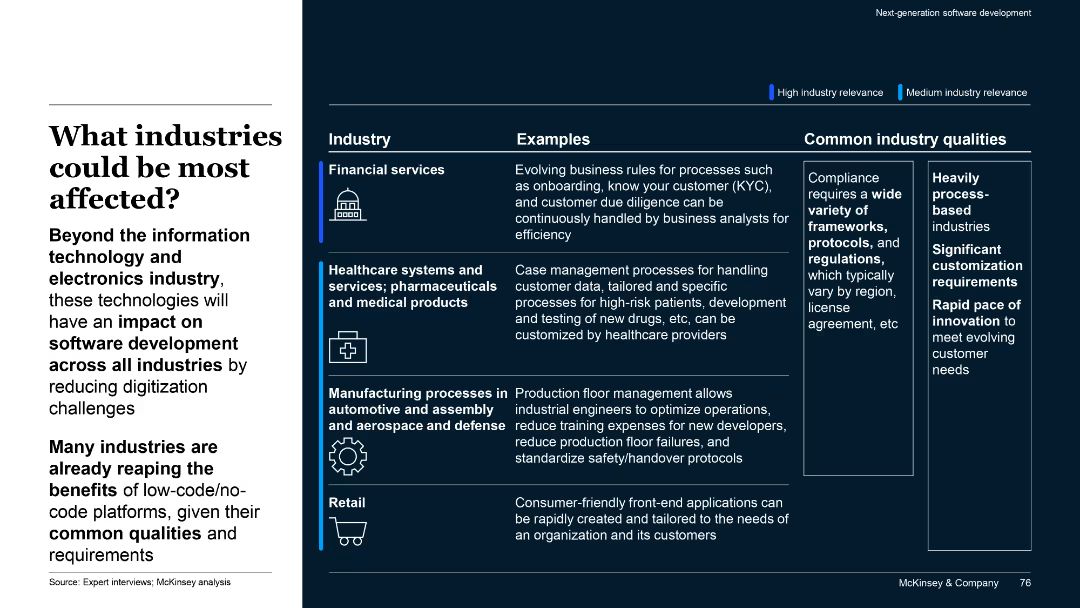 Next-generation software development
High industry relevance
Medium industry relevance
What industries
could be most
affected?
Beyond the information
technology and
electronics industry,
these technologies will
have an impact on
software development
across all industries by
reducing digitization
challenges
Many industries are
already reaping the
benefits of low-code/no-
code platforms, given their
common qualities and
requirements
Source: Expert interviews; McKinsey analysis
Industry
Examples
Common industry qualities
Financial services
Evolving business rules for processes such
as onboarding, know your customer (KYC),
and customer due diligence can be
continuously handled by business analysts for
efficiency
Healthcare systems and
services; pharmaceuticals
and medical products
Case management processes for handling
customer data, tailored and specific
processes for high-risk patients, development
and testing of new drugs, etc, can be
customized by healthcare providers
Manufacturing processes in
automotive and assembly
and aerospace and defense
Production floor management allows
industrial engineers to optimize operations,
reduce training expenses for new developers,
reduce production floor failures, and
standardize safety/handover protocols
Retail
Consumer-friendly front-end applications can
be rapidly created and tailored to the needs of
an organization and its customers
Compliance
requires a wide
variety of
frameworks,
protocols, and
regulations,
which typically
vary by region,
license
agreement, etc
Heavily
process-
based
industries
Significant
customization
requirements
Rapid pace of
innovation to
meet evolving
customer
needs
McKinsey & Company
76